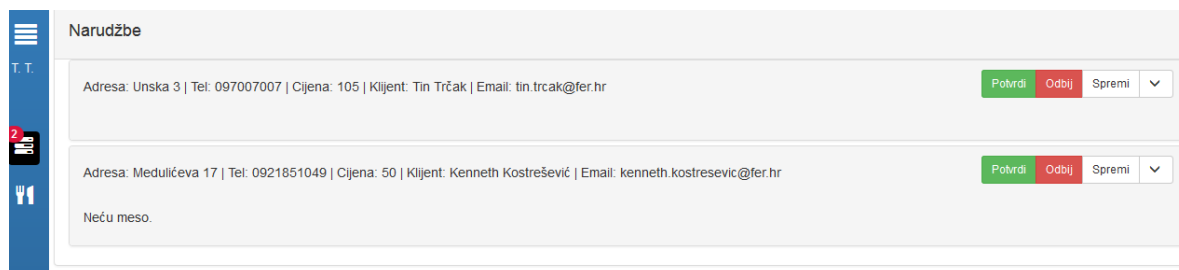 Narudžbe
T. T.
Adresa: Unska 3 | Tel: 097007007 | Cijena: 105 | Klijent: Tin Trčak | Email: tin.trcak@fer.hr
Potvrdi Odbij Spremi
2
Adresa: Medulićeva 17 | Tel: 0921851049 | Cijena: 50 | Klijent: Kenneth Kostrešević | Email: kenneth.kostresevic@fer.hr
Potvrdi Odbij Spremi
Neću meso.